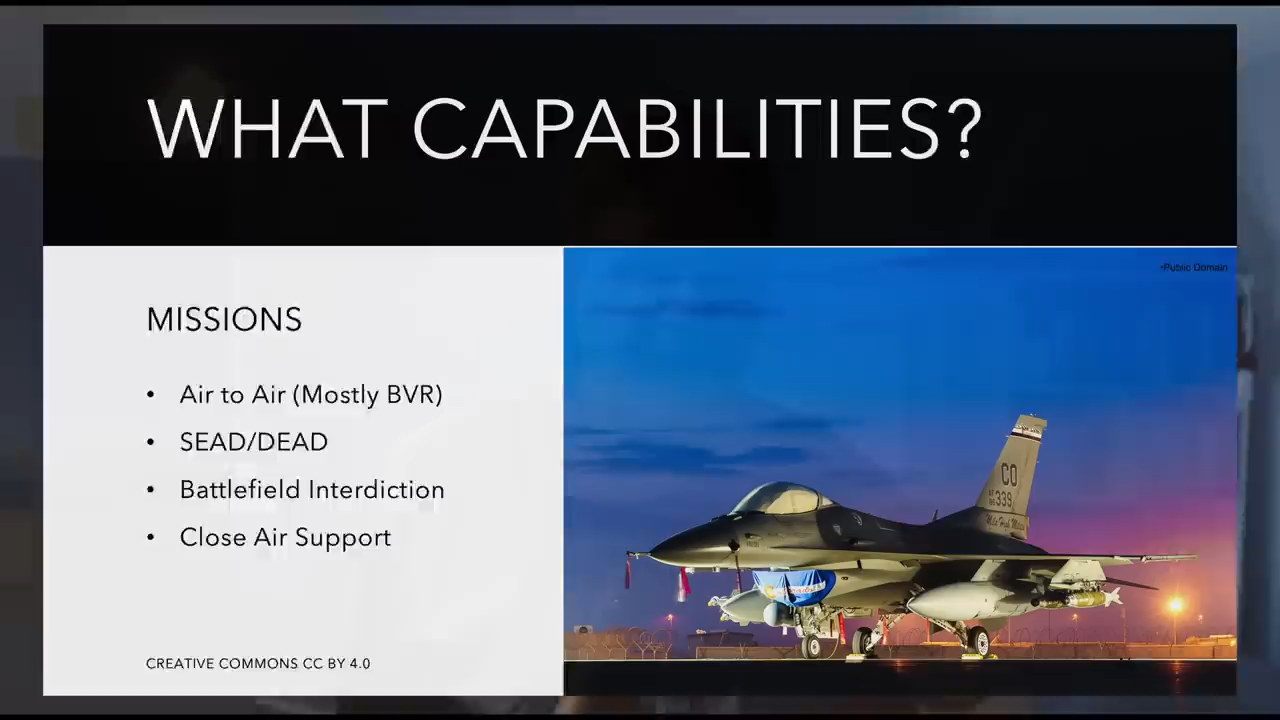 WHAT CAPABILITIES?
•Public Domain
MISSIONS
• Air to Air (Mostly BVR)
• SEAD/DEAD
• Battlefield Interdiction
• Close Air Support
CO
339
CREATIVE COMMONS CC BY 4.0